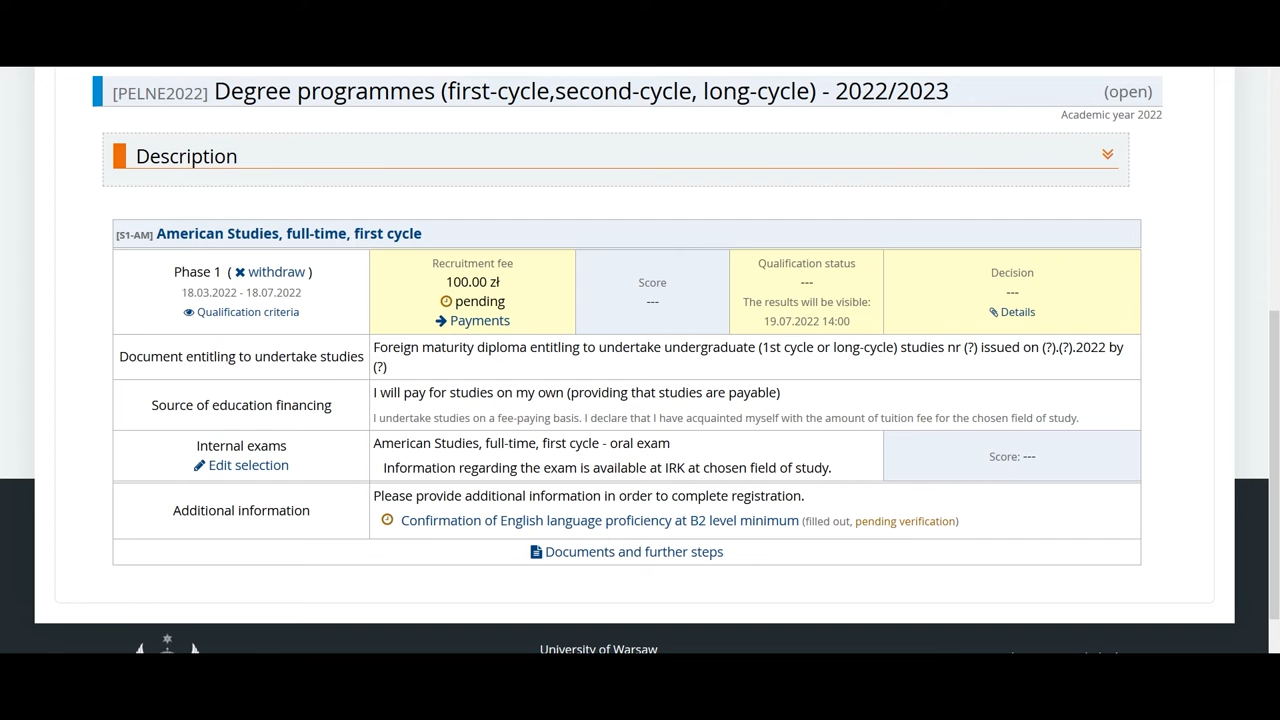 [PELNE2022] Degree programmes (first-cycle,second-cycle, long-cycle) - 2022/2023 (open)
Academic year 2022
Description
[S1-AM] American Studies, full-time, first cycle
Phase 1 ( ✖ withdraw )
18.03.2022 - 18.07.2022
Qualification criteria
Recruitment fee
100.00 zł
pending
Payments
Score
---
Qualification status
---
The results will be visible:
19.07.2022 14:00
Decision
---
Details
Document entitling to undertake studies
Foreign maturity diploma entitling to undertake undergraduate (1st cycle or long-cycle) studies nr (?) issued on (?).(?).2022 by
(?)
Source of education financing
I will pay for studies on my own (providing that studies are payable)
I undertake studies on a fee-paying basis. I declare that I have acquainted myself with the amount of tuition fee for the chosen field of study.
Internal exams
Edit selection
American Studies, full-time, first cycle - oral exam
Information regarding the exam is available at IRK at chosen field of study.
Score: ---
Additional information
Please provide additional information in order to complete registration.
Confirmation of English language proficiency at B2 level minimum (filled out, pending verification)
Documents and further steps
University of Warsaw